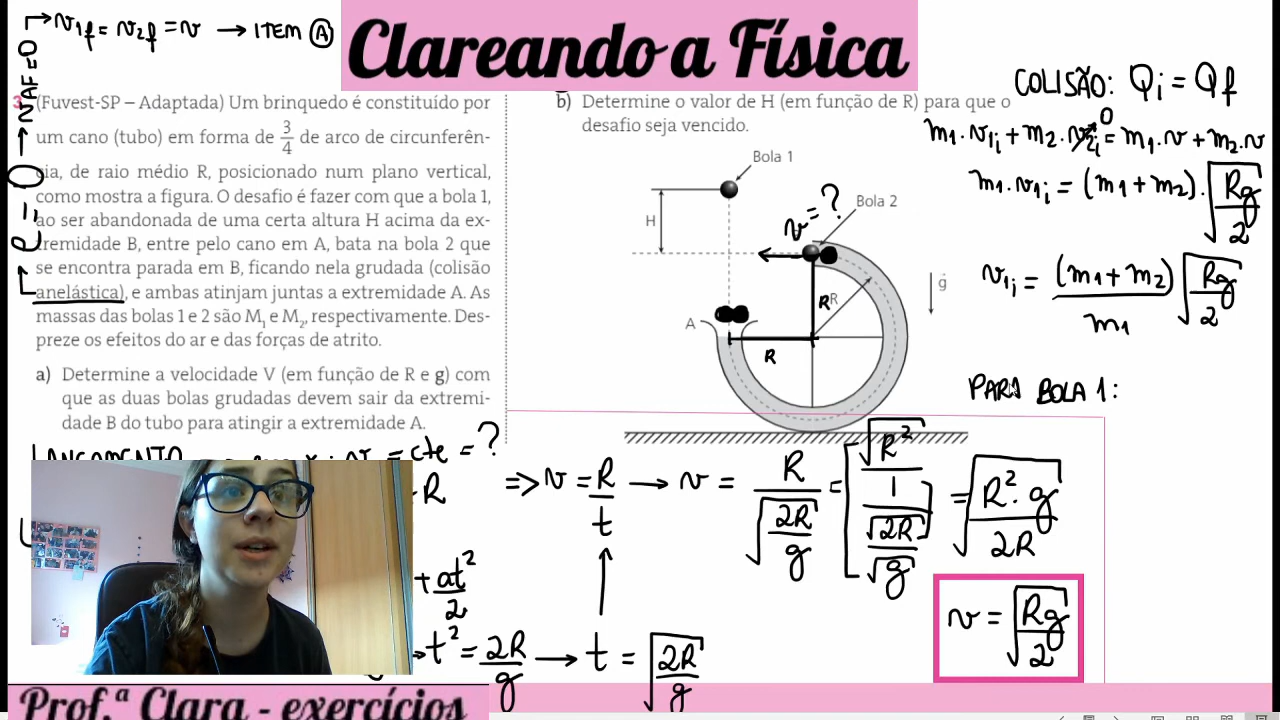 v1f = v2f = v → ITEM A
VAF = 0
e = 0
Clareando a Física
3 (Fuvest-SP – Adaptada) Um brinquedo é constituído por
um cano (tubo) em forma de 3/4 de arco de circunferên-
cia, de raio médio R, posicionado num plano vertical,
como mostra a figura. O desafio é fazer com que a bola 1,
ao ser abandonada de uma certa altura H acima da ex-
tremidade B, entre pelo cano em A, bata na bola 2 que
se encontra parada em B, ficando nela grudada (colisão
anelástica), e ambas atinjam juntas a extremidade A. As
massas das bolas 1 e 2 são M1 e M2, respectivamente. Des-
preze os efeitos do ar e das forças de atrito.
a) Determine a velocidade V (em função de R e g) com
que as duas bolas grudadas devem sair da extremi-
dade B do tubo para atingir a extremidade A.
b) Determine o valor de H (em função de R) para que o
desafio seja vencido.
Bola 1
H
v = ?
Bola 2
g
R
R
A
R
COLISÃO: Qi = Qf
m1 · v1i + m2 · v2i 0 = m1 · v + m2 · v
m1 · v1i = (m1 + m2) · √(Rg/2)
v1i = (m1 + m2)/m1 √(Rg/2)
PARA BOLA 1:
= cte = ?
R
⇒ v = R/t → v = R/√(2R/g) = [√R²/1/√2R/√g] = √(R² · g/2R)
+ at²/2
→ t² = 2R/g → t = √(2R/g)
v = √(Rg/2)
Prof.ª Clara - exercícios